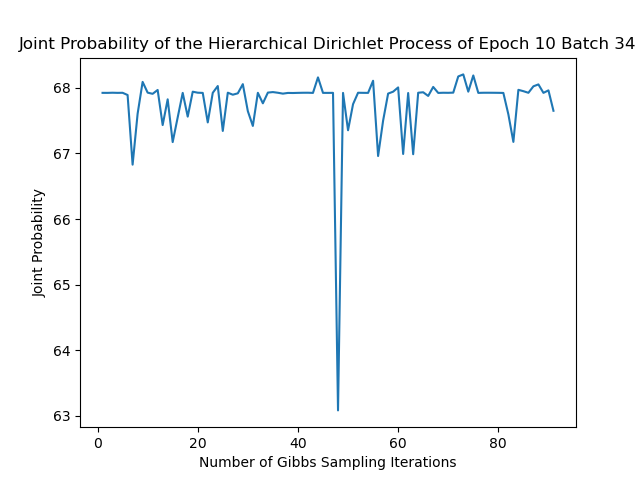 Joint Probability of the Hierarchical Dirichlet Process of Epoch 10 Batch 34
68
67
66
65
64
63
Joint Probability
0 20 40 60 80
Number of Gibbs Sampling Iterations